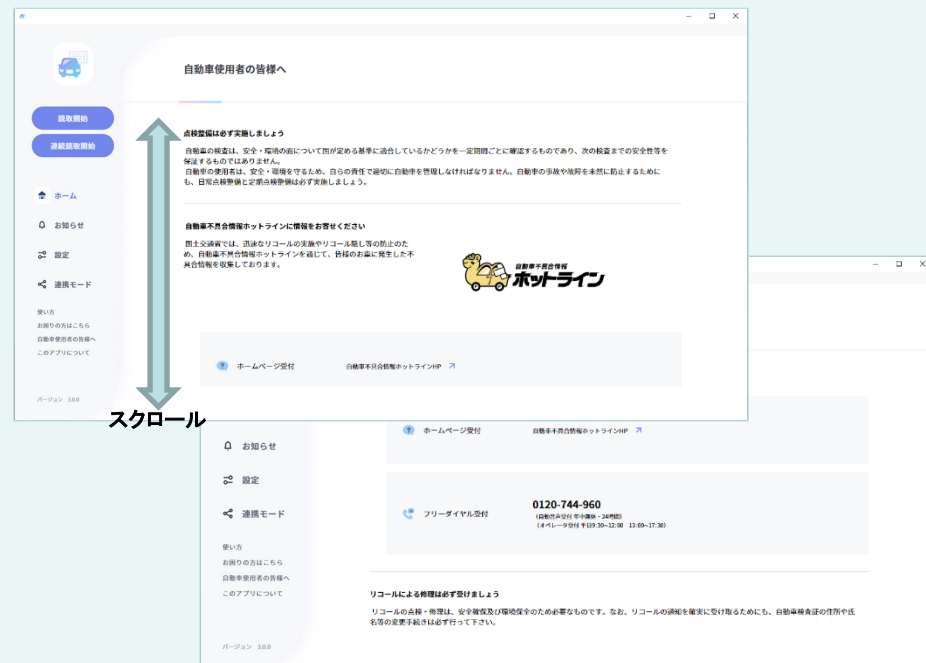 自動車使用者の皆様へ
読取開始
連続読取開始
ホーム
お知らせ
設定
連携モード
使い方
お困りの方はこちら
自動車使用者の皆様へ
このアプリについて
バージョン 3.0.0
点検整備は必ず実施しましょう
自動車の検査は、安全・環境の面について国が定める基準に適合しているかどうかを一定期間ごとに確認するものであり、次の検査までの安全性等を
保証するものではありません。
自動車の使用者は、安全・環境を守るため、自らの責任で適切に自動車を管理しなければなりません。自動車の事故や故障を未然に防止するために
も、日常点検整備と定期点検整備は必ず実施しましょう。
自動車不具合情報ホットラインに情報をお寄せください
国土交通省では、迅速なリコールの実施やリコール隠し等の防止のた
め、自動車不具合情報ホットラインを通じて、皆様のお車に発生した不
具合情報を収集しております。
自動車不具合情報
ホットライン
ホームページ受付
自動車不具合情報ホットラインHP
スクロール
お知らせ
設定
連携モード
使い方
お困りの方はこちら
自動車使用者の皆様へ
このアプリについて
バージョン 3.0.0
ホームページ受付
自動車不具合情報ホットラインHP
フリーダイヤル受付
0120-744-960
（自動音声受付 年中無休・24時間）
（オペレータ受付 平日9:30~12:00 13:00~17:30）
リコールによる修理は必ず受けましょう
リコールの点検・修理は、安全確保及び環境保全のため必要なものです。なお、リコールの通知を確実に受け取るためにも、自動車検査証の住所や氏
名等の変更手続きは必ず行って下さい。